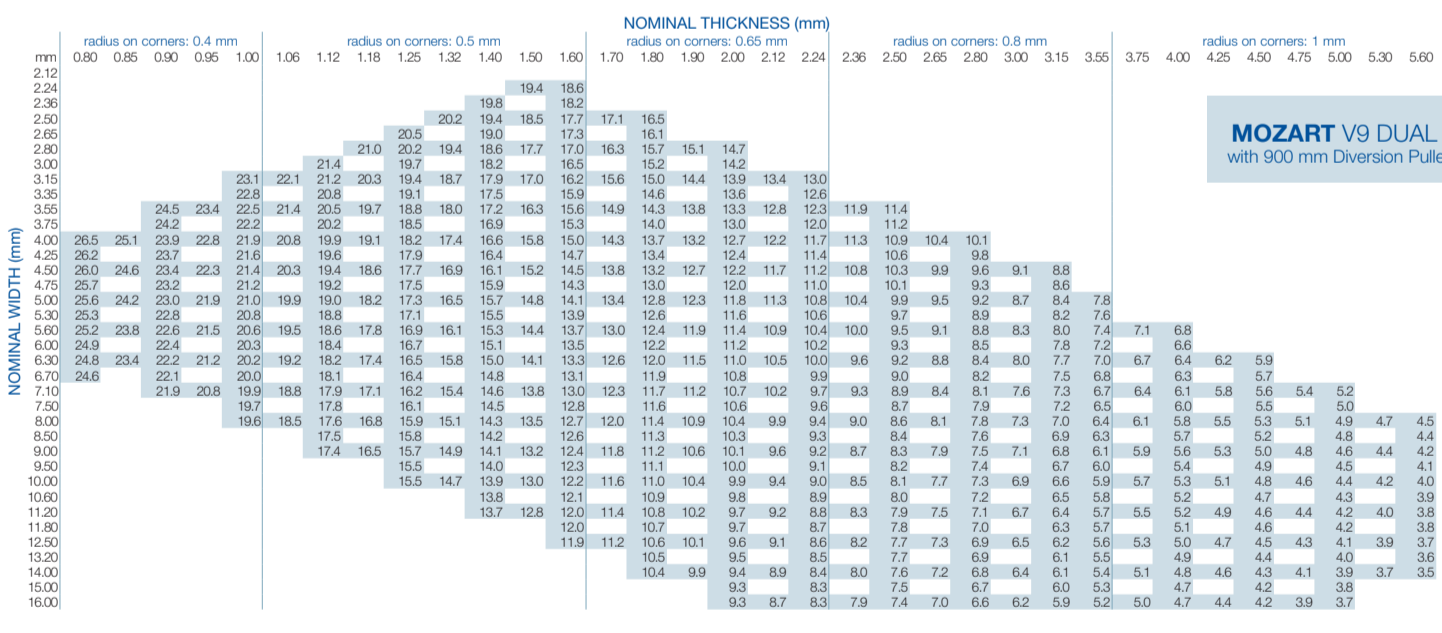 NOMINAL THICKNESS (mm)
radius on corners: 0.4 mm radius on corners: 0.5 mm radius on corners: 0.65 mm radius on corners: 0.8 mm radius on corners: 1 mm
mm 0.80 0.85 0.90 0.95 1.00 1.06 1.12 1.18 1.25 1.32 1.40 1.50 1.60 1.70 1.80 1.90 2.00 2.12 2.24 2.36 2.50 2.65 2.80 3.00 3.15 3.55 3.75 4.00 4.25 4.50 4.75 5.00 5.30 5.60
2.12
2.24 19.4 18.6
2.36 19.8 18.2
2.50 20.2 19.4 18.5 17.7 17.1 16.5
2.65 20.5 19.0 17.3 16.1
2.80 21.0 20.2 19.4 18.6 17.7 17.0 16.3 15.7 15.1 14.7
3.00 21.4 19.7 18.2 16.5 15.2 14.2
3.15 23.1 22.1 21.2 20.3 19.4 18.7 17.9 17.0 16.2 15.6 15.0 14.4 13.9 13.4 13.0
3.35 22.8 20.8 19.1 17.5 15.9 14.6 13.6 12.6
3.55 24.5 23.4 22.5 21.4 20.5 19.7 18.8 18.0 17.2 16.3 15.6 14.9 14.3 13.8 13.3 12.8 12.3 11.9 11.4
3.75 24.2 22.2 20.2 18.5 16.9 15.3 14.0 13.0 12.0 11.2
4.00 26.5 25.1 23.9 22.8 21.9 20.8 19.9 19.1 18.2 17.4 16.6 15.8 15.0 14.3 13.7 13.2 12.7 12.2 11.7 11.3 10.9 10.4 10.1
4.25 26.2 23.7 21.6 19.6 17.9 16.4 14.7 13.4 12.4 11.4 10.6 9.8
4.50 26.0 24.6 23.4 22.3 21.4 20.3 19.4 18.6 17.7 16.9 16.1 15.2 14.5 13.8 13.2 12.7 12.2 11.7 11.2 10.8 10.3 9.9 9.6 9.1 8.8
4.75 25.7 23.2 21.2 19.2 17.5 15.9 14.3 13.0 12.0 11.0 10.1 9.3 8.6
5.00 25.6 24.2 23.0 21.9 21.0 19.9 19.0 18.2 17.3 16.5 15.7 14.8 14.1 13.4 12.8 12.3 11.8 11.3 10.8 10.4 9.9 9.5 9.2 8.7 8.4 7.8
5.30 25.3 22.8 20.8 18.8 17.1 15.5 13.9 12.6 11.6 10.6 9.7 8.9 8.2 7.6
5.60 25.2 23.8 22.6 21.5 20.6 19.5 18.6 17.8 16.9 16.1 15.3 14.4 13.7 13.0 12.4 11.9 11.4 10.9 10.4 10.0 9.5 9.1 8.8 8.3 8.0 7.4 7.1 6.8
6.00 24.9 22.4 20.3 18.4 16.7 15.1 13.5 12.2 11.2 10.2 9.3 8.5 7.8 7.2 6.6
6.30 24.8 23.4 22.2 21.2 20.2 19.2 18.2 17.4 16.5 15.8 15.0 14.1 13.3 12.6 12.0 11.5 11.0 10.5 10.0 9.6 9.2 8.8 8.4 8.0 7.7 7.0 6.7 6.4 6.2 5.9
6.70 24.6 22.1 20.0 18.1 16.4 14.8 13.1 11.9 10.8 9.9 9.0 8.2 7.5 6.8 6.3 5.7
7.10 21.9 20.8 19.9 18.8 17.9 17.1 16.2 15.4 14.6 13.8 13.0 12.3 11.7 11.2 10.7 10.2 9.7 9.3 8.9 8.4 8.1 7.6 7.3 6.7 6.4 6.1 5.8 5.6 5.4 5.2
7.50 19.7 17.8 16.1 14.5 12.8 11.6 10.6 9.6 8.7 7.9 7.2 6.5 6.0 5.5 5.0
8.00 19.6 18.5 17.6 16.8 15.9 15.1 14.3 13.5 12.7 12.0 11.4 10.9 10.4 9.9 9.4 9.0 8.6 8.1 7.8 7.3 7.0 6.4 6.1 5.8 5.5 5.3 5.1 4.9 4.7 4.5
8.50 17.5 15.8 14.2 12.6 11.3 10.3 9.3 8.4 7.6 6.9 6.3 5.7 5.2 4.8 4.4
9.00 17.4 16.5 15.7 14.9 14.1 13.2 12.4 11.8 11.2 10.6 10.1 9.6 9.2 8.7 8.3 7.9 7.5 7.1 6.8 6.1 5.9 5.6 5.3 5.0 4.8 4.6 4.4 4.2
9.50 15.5 14.0 12.3 11.1 10.0 9.1 8.2 7.4 6.7 6.0 5.4 4.9 4.5 4.1
10.00 15.5 14.7 13.9 13.0 12.2 11.6 11.0 10.4 9.9 9.4 9.0 8.5 8.1 7.7 7.3 6.9 6.6 5.9 5.7 5.3 5.1 4.8 4.6 4.4 4.2 4.0
10.60 13.8 12.1 10.9 9.8 8.9 8.0 7.2 6.5 5.8 5.2 4.7 4.3 3.9
11.20 13.7 12.8 12.0 11.4 10.8 10.2 9.7 9.2 8.8 8.3 7.9 7.5 7.1 6.7 6.4 5.7 5.5 5.2 4.9 4.6 4.4 4.2 4.0 3.8
11.80 12.0 10.7 9.7 8.7 7.8 7.0 6.3 5.7 5.1 4.6 4.2 3.8
12.50 11.9 11.2 10.6 10.1 9.6 9.1 8.6 8.2 7.7 7.3 6.9 6.5 6.2 5.6 5.3 5.0 4.7 4.5 4.3 4.1 3.9 3.7
13.20 10.5 9.5 8.5 7.7 6.9 6.1 5.5 4.9 4.4 4.0 3.6
14.00 10.4 9.9 9.4 8.9 8.4 8.0 7.6 7.2 6.8 6.4 6.1 5.4 5.1 4.8 4.6 4.3 4.1 3.9 3.7 3.5
15.00 9.3 8.3 7.5 6.7 6.0 5.3 4.7 4.2 3.8
16.00 9.3 8.7 8.3 7.9 7.4 7.0 6.6 6.2 5.9 5.2 5.0 4.7 4.4 4.2 3.9 3.7
NOMINAL WIDTH (mm)
MOZART V9 DUAL
with 900 mm Diversion Pulle